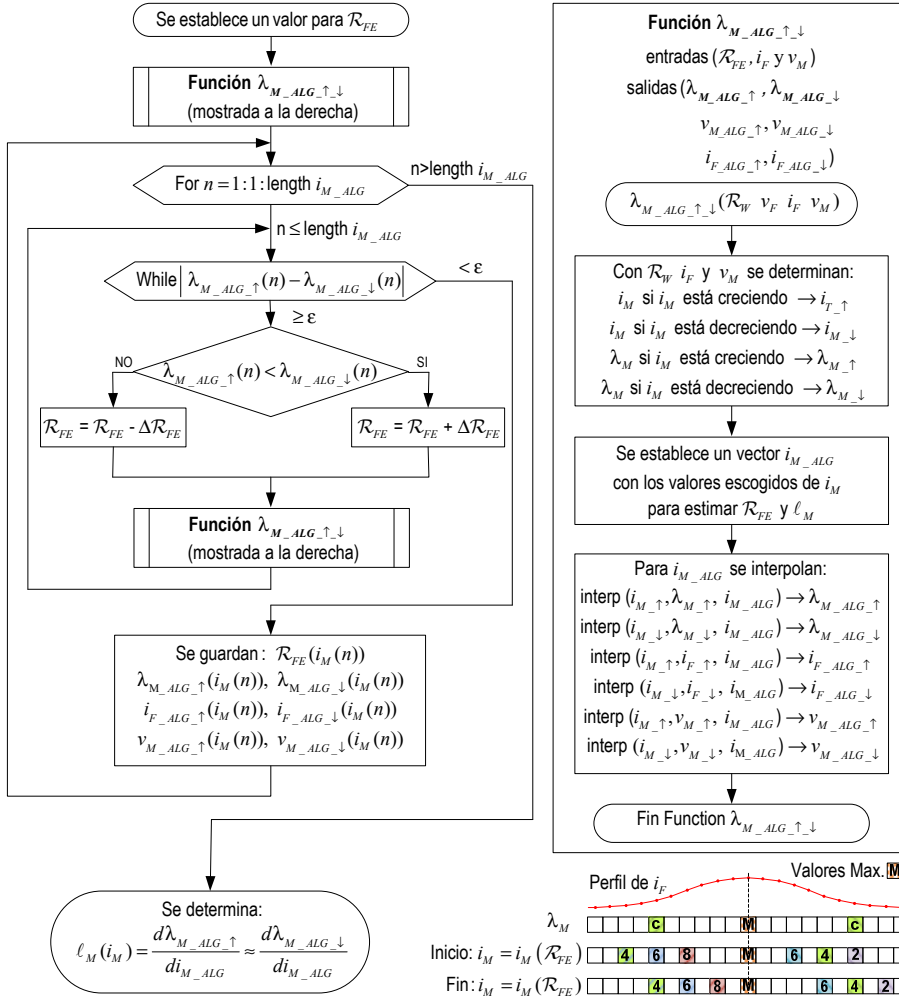 Se establece un valor para ℛ_FE
Función λ_M_ALG_↑_↓
(mostrada a la derecha)
For n = 1:1: length i_M_ALG
n>length i_M_ALG
n ≤ length i_M_ALG
While |λ_M_ALG_↑(n) − λ_M_ALG_↓(n)|
< ε
≥ ε
NO
λ_M_ALG_↑(n) < λ_M_ALG_↓(n)
SI
ℛ_FE = ℛ_FE - Δℛ_FE
ℛ_FE = ℛ_FE + Δℛ_FE
Función λ_M_ALG_↑_↓
(mostrada a la derecha)
Se guardan : ℛ_FE(i_M(n))
λ_M_ALG_↑(i_M(n)), λ_M_ALG_↓(i_M(n))
i_F_ALG_↑(i_M(n)), i_F_ALG_↓(i_M(n))
v_M_ALG_↑(i_M(n)), v_M_ALG_↓(i_M(n))
Se determina:
ℓ_M(i_M) = dλ_M_ALG_↑ / di_M_ALG ≈ dλ_M_ALG_↓ / di_M_ALG
Función λ_M_ALG_↑_↓
entradas (ℛ_FE, i_F y v_M)
salidas (λ_M_ALG_↑, λ_M_ALG_↓
v_M_ALG_↑, v_M_ALG_↓
i_F_ALG_↑, i_F_ALG_↓)
λ_M_ALG_↑_↓(ℛ_W v_F i_F v_M)
Con ℛ_W i_F y v_M se determinan:
i_M si i_M está creciendo → i_T_↑
i_M si i_M está decreciendo → i_M_↓
λ_M si i_M está creciendo → λ_M_↑
λ_M si i_M está decreciendo → λ_M_↓
Se establece un vector i_M_ALG
con los valores escogidos de i_M
para estimar ℛ_FE y ℓ_M
Para i_M_ALG se interpolan:
interp (i_M_↑, λ_M_↑, i_M_ALG) → λ_M_ALG_↑
interp (i_M_↓, λ_M_↓, i_M_ALG) → λ_M_ALG_↓
interp (i_M_↑, i_F_↑, i_M_ALG) → i_F_ALG_↑
interp (i_M_↓, i_F_↓, i_M_ALG) → i_F_ALG_↓
interp (i_M_↑, v_M_↑, i_M_ALG) → v_M_ALG_↑
interp (i_M_↓, v_M_↓, i_M_ALG) → v_M_ALG_↓
Fin Function λ_M_ALG_↑_↓
Valores Max. M
Perfil de i_F
λ_M c M c
Inicio: i_M = i_M(ℛ_FE) 4 6 8 M 6 4 2
Fin: i_M = i_M(ℛ_FE) 4 6 8 M 6 4 2